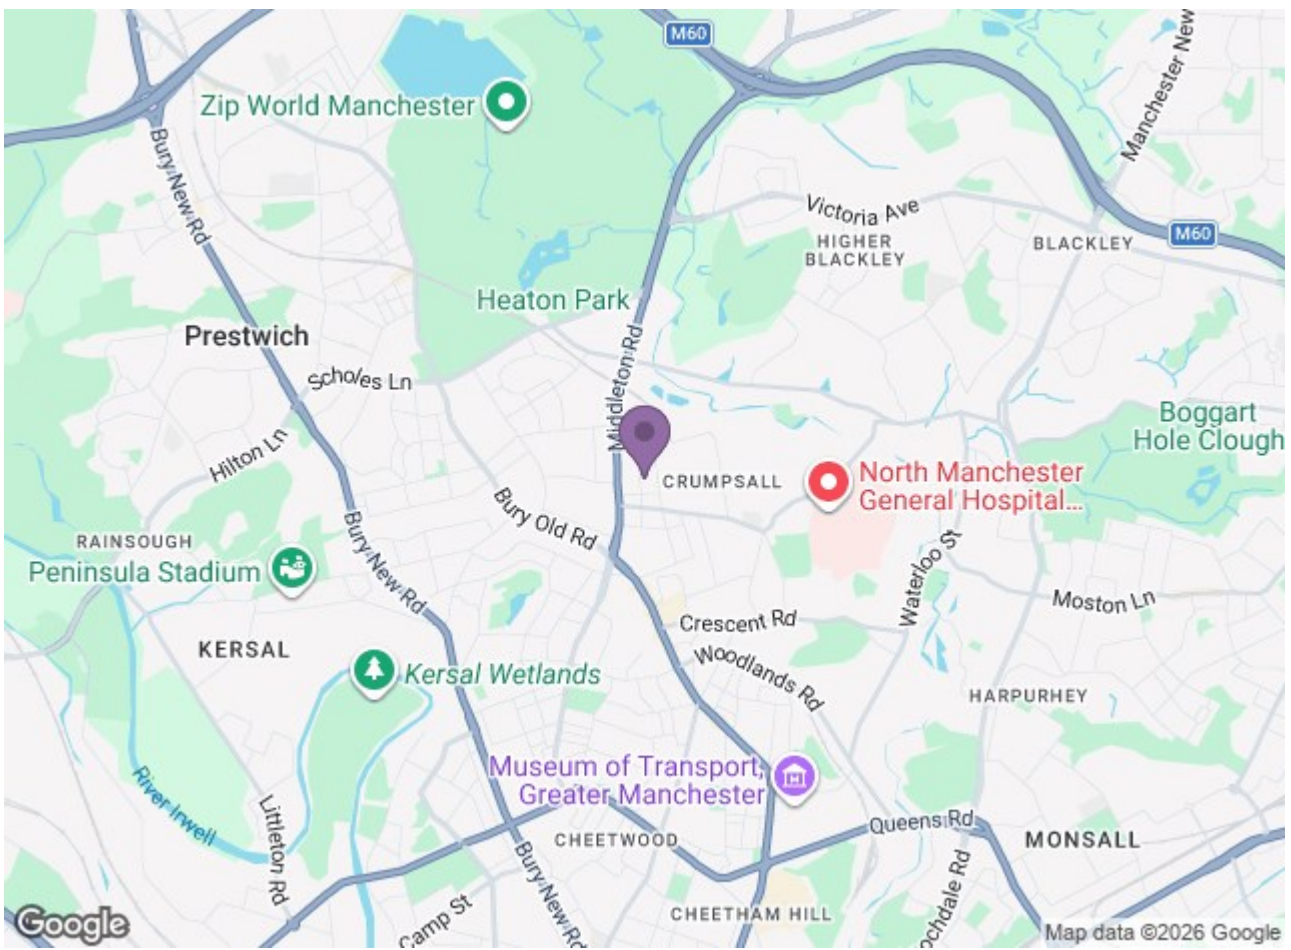 M60
M60
Zip World Manchester
Bury New Rd
Manchester New
Victoria Ave
HIGHER
BLACKLEY
BLACKLEY
M60
Heaton Park
Prestwich
Scholes Ln
Middleton Rd
Hilton Ln
Boggart
Hole Clough
CRUMPSALL
North Manchester
General Hospital...
Bury Old Rd
RAINSOUGH
Peninsula Stadium
Bury New Rd
Waterloo St
Moston Ln
Crescent Rd
KERSAL
Kersal Wetlands
Woodlands Rd
HARPURHEY
Museum of Transport,
Greater Manchester
River Irwell
Littleton Rd
Queens Rd
CHEETWOOD
MONSALL
Bury New Rd
ochdale Rd
Camp St
CHEETHAM HILL
Google
Map data ©2026 Google